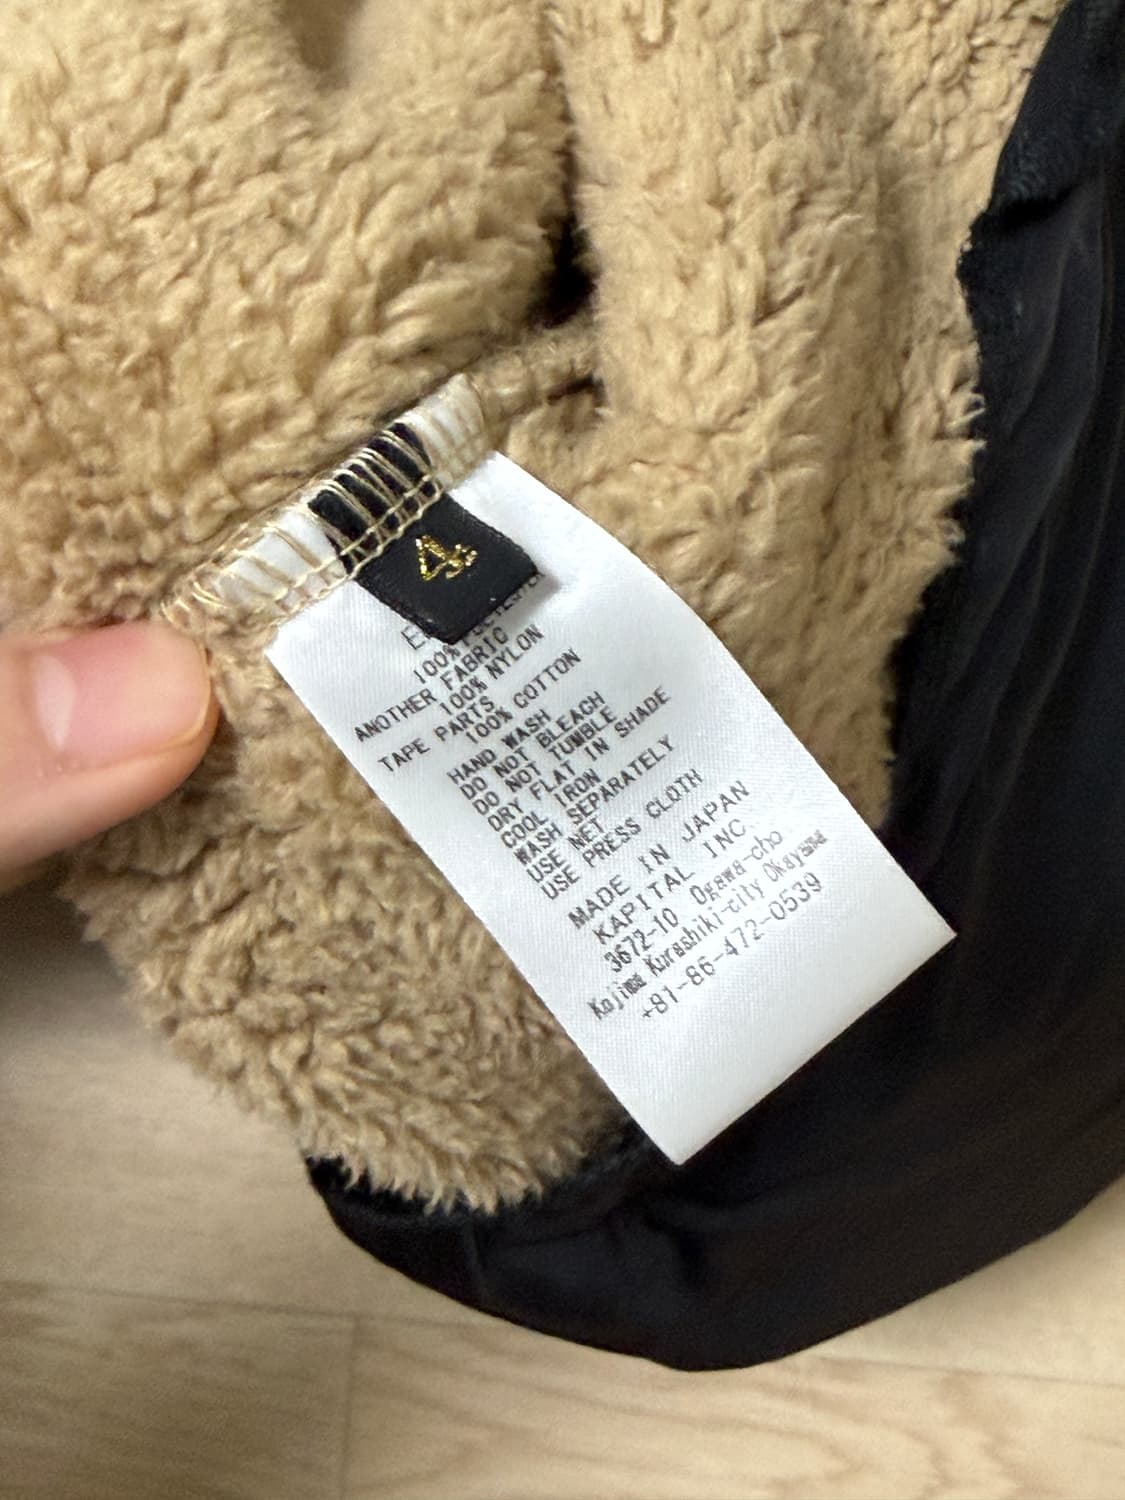 4
100% POLYESTER
ANOTHER FABRIC
100% NYLON
TAPE PARTS
100% COTTON
HAND WASH
DO NOT BLEACH
DO NOT TUMBLE
DRY FLAT IN SHADE
COOL IRON
WASH SEPARATELY
USE NET
USE PRESS CLOTH
MADE IN JAPAN
KAPITAL INC.
3672-10 Ogawa-cho
Kojima Kurashiki-city Okayama
+81-86-472-0539